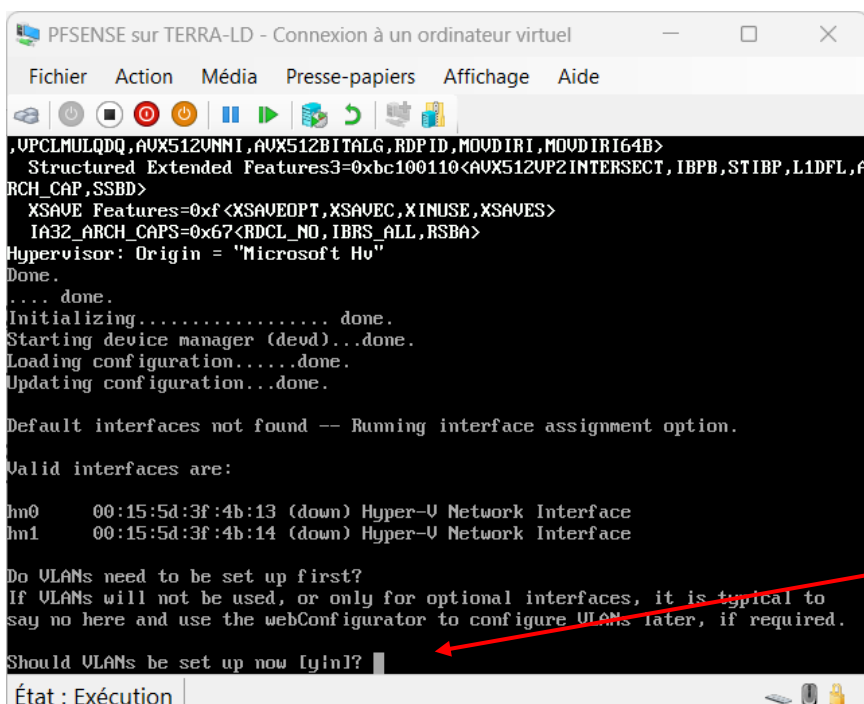 PFSENSE sur TERRA-LD - Connexion à un ordinateur virtuel
Fichier Action Média Presse-papiers Affichage Aide
,VPCLMULQDQ,AVX512VNNI,AVX512BITALG,RDPID,MOVDIRI,MOVDIRI64B>
Structured Extended Features3=0xbc100110<AVX512VP2INTERSECT,IBPB,STIBP,L1DFL,A
RCH_CAP,SSBD>
XSAVE Features=0xf<XSAVEOPT,XSAVEC,XINUSE,XSAVES>
IA32_ARCH_CAPS=0x67<RDCL_NO,IBRS_ALL,RSBA>
Hypervisor: Origin = "Microsoft Hv"
Done.
.... done.
Initializing.................. done.
Starting device manager (devd)...done.
Loading configuration......done.
Updating configuration...done.
Default interfaces not found -- Running interface assignment option.
Valid interfaces are:
hn0 00:15:5d:3f:4b:13 (down) Hyper-V Network Interface
hn1 00:15:5d:3f:4b:14 (down) Hyper-V Network Interface
Do VLANs need to be set up first?
If VLANs will not be used, or only for optional interfaces, it is typical to
say no here and use the webConfigurator to configure VLANs later, if required.
Should VLANs be set up now [y|n]?
État : Exécution